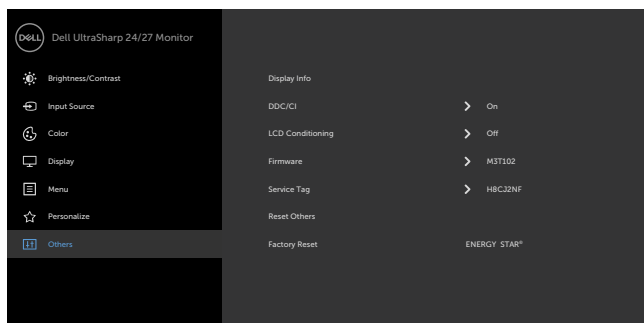 DELL Dell UltraSharp 24/27 Monitor
Brightness/Contrast Display Info
Input Source DDC/CI On
Color LCD Conditioning Off
Display Firmware M3T102
Menu Service Tag H8CJ2NF
Personalize Reset Others
Others Factory Reset ENERGY STAR®